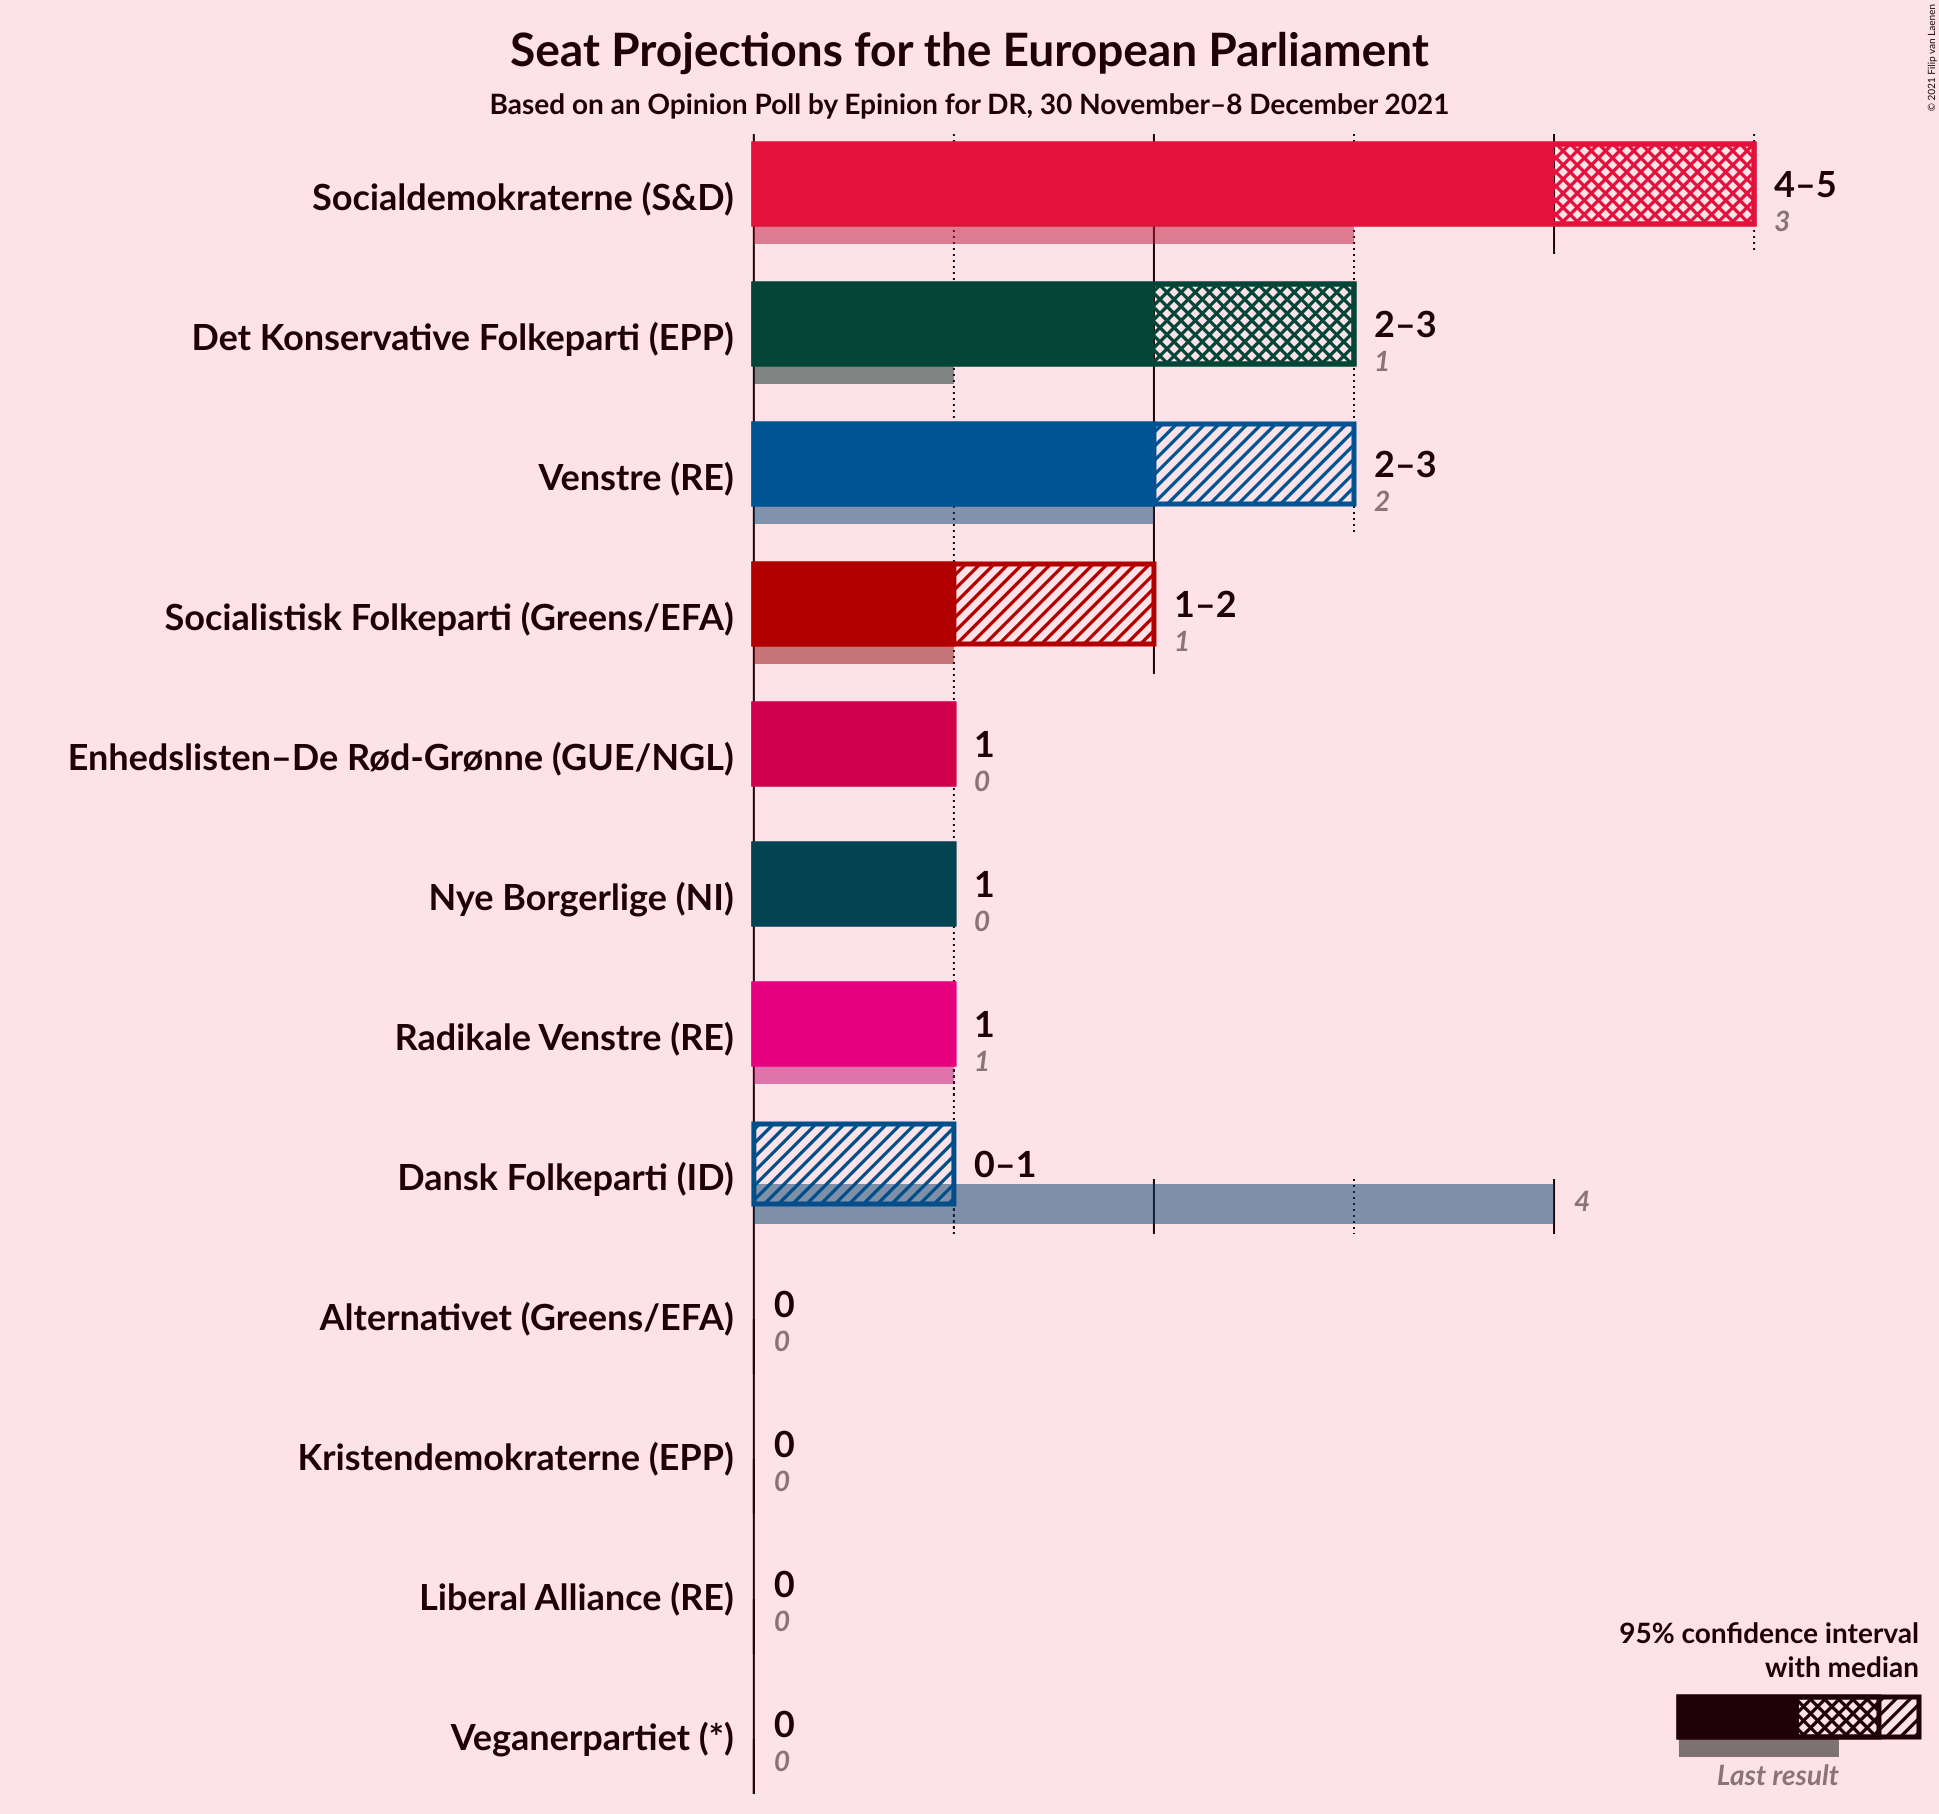 Seat Projections for the European Parliament
Based on an Opinion Poll by Epinion for DR, 30 November–8 December 2021
© 2021 Filip van Laenen
Socialdemokraterne (S&D)
4–5
3
Det Konservative Folkeparti (EPP)
2–3
1
Venstre (RE)
2–3
2
Socialistisk Folkeparti (Greens/EFA)
1–2
1
Enhedslisten–De Rød-Grønne (GUE/NGL)
1
0
Nye Borgerlige (NI)
1
0
Radikale Venstre (RE)
1
1
Dansk Folkeparti (ID)
0–1
4
Alternativet (Greens/EFA)
0
0
Kristendemokraterne (EPP)
0
0
Liberal Alliance (RE)
0
0
Veganerpartiet (*)
0
0
95% confidence interval
with median
Last result